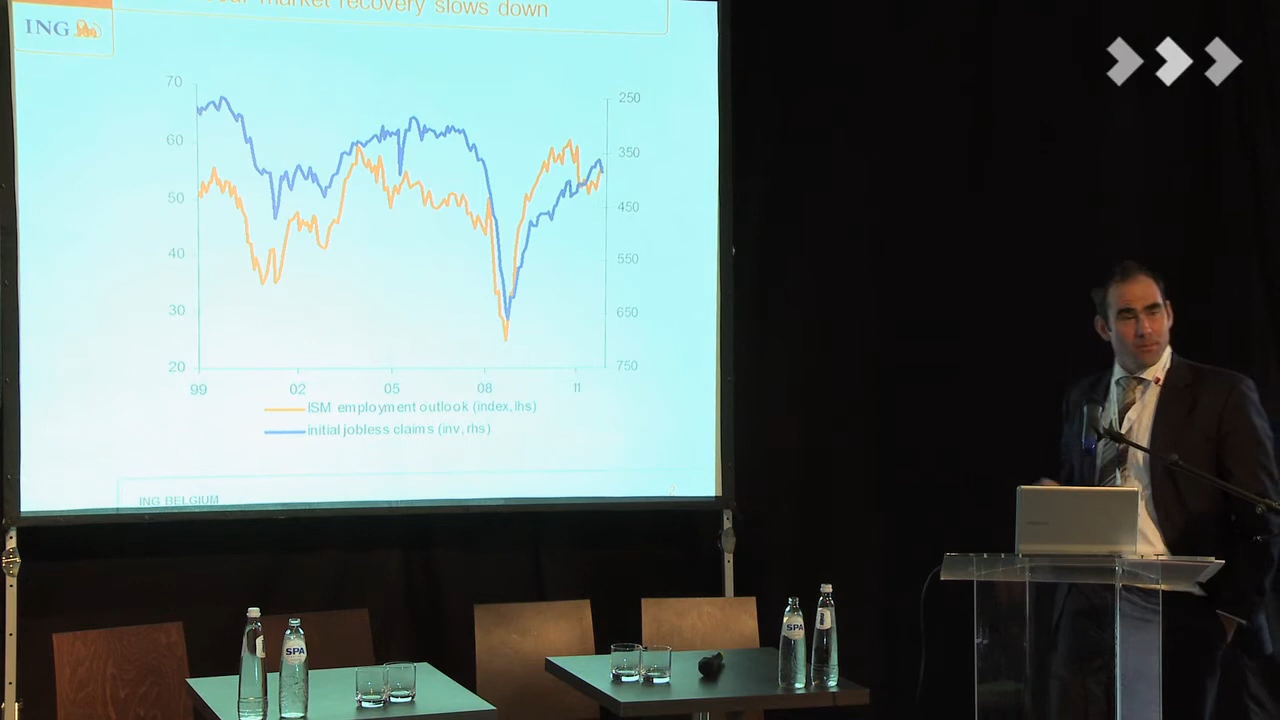 market recovery slows down
ING
70
60
50
40
30
20
250
350
450
550
650
750
99
02
05
08
11
ISM employment outlook (index, lhs)
initial jobless claims (inv, rhs)
ING BELGIUM
2
SPA
SPA